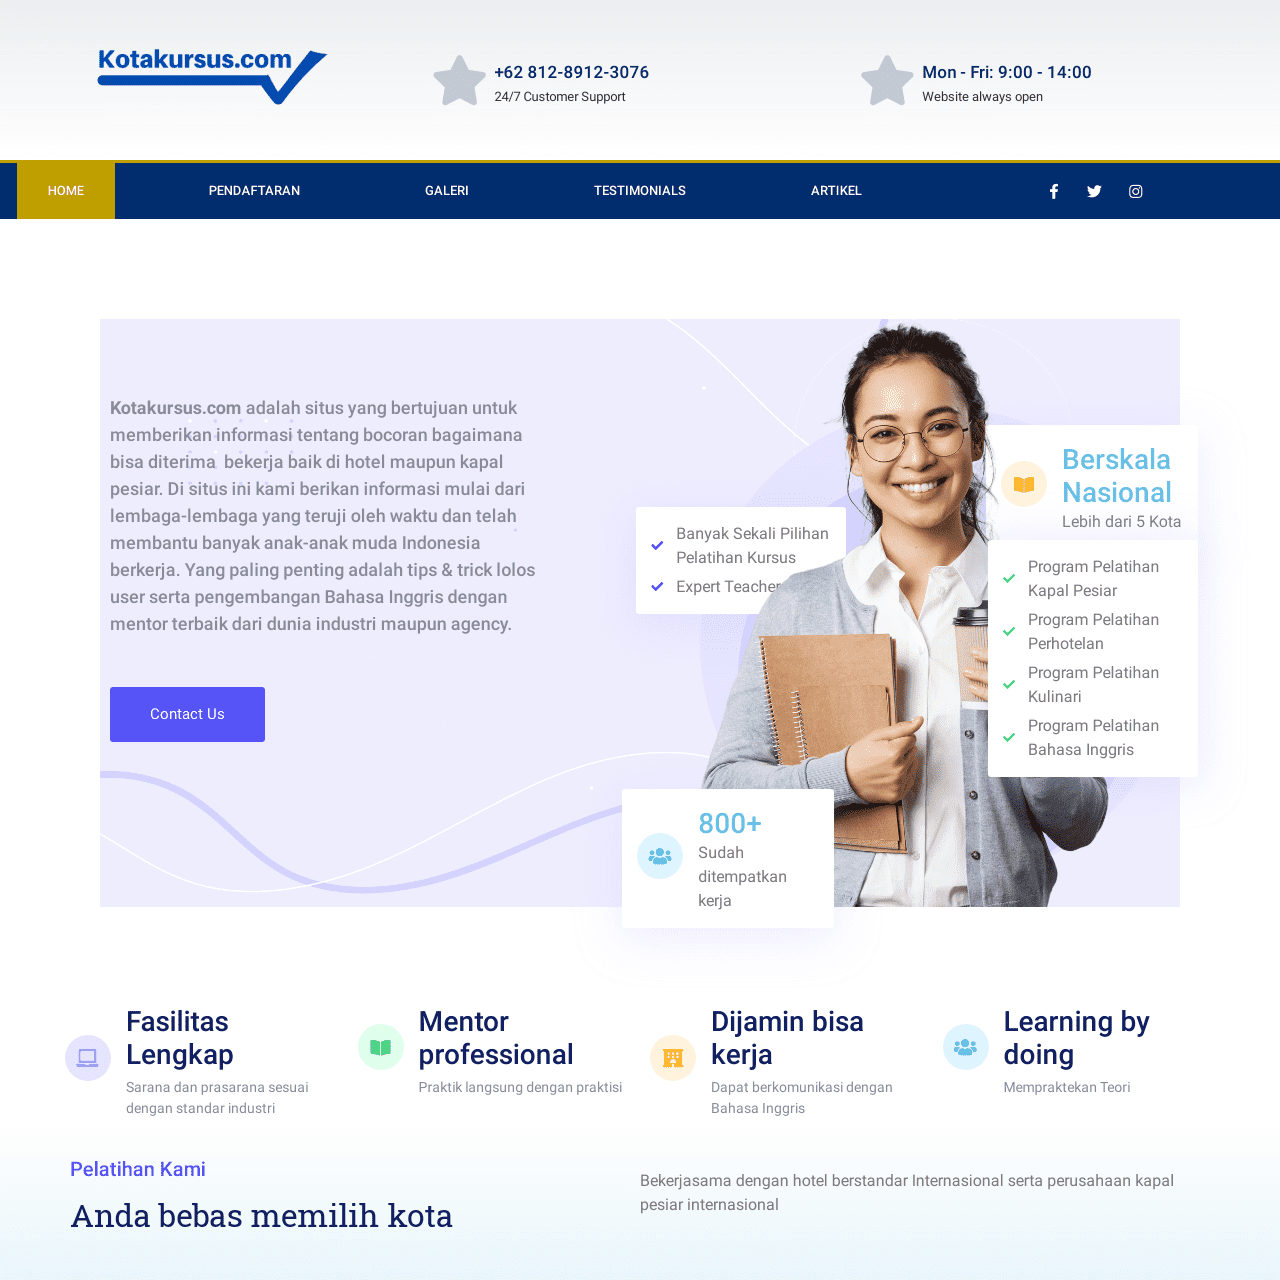 Kotakursus.com
+62 812-8912-3076
24/7 Customer Support
Mon - Fri: 9:00 - 14:00
Website always open
HOME
PENDAFTARAN
GALERI
TESTIMONIALS
ARTIKEL
Kotakursus.com adalah situs yang bertujuan untuk
memberikan informasi tentang bocoran bagaimana
bisa diterima bekerja baik di hotel maupun kapal
pesiar. Di situs ini kami berikan informasi mulai dari
lembaga-lembaga yang teruji oleh waktu dan telah
membantu banyak anak-anak muda Indonesia
berkerja. Yang paling penting adalah tips & trick lolos
user serta pengembangan Bahasa Inggris dengan
mentor terbaik dari dunia industri maupun agency.
Contact Us
Banyak Sekali Pilihan
Pelatihan Kursus
Expert Teacher
Berskala
Nasional
Lebih dari 5 Kota
Program Pelatihan
Kapal Pesiar
Program Pelatihan
Perhotelan
Program Pelatihan
Kulinari
Program Pelatihan
Bahasa Inggris
800+
Sudah
ditempatkan
kerja
Fasilitas
Lengkap
Sarana dan prasarana sesuai
dengan standar industri
Mentor
professional
Praktik langsung dengan praktisi
Dijamin bisa
kerja
Dapat berkomunikasi dengan
Bahasa Inggris
Learning by
doing
Mempraktekan Teori
Pelatihan Kami
Anda bebas memilih kota
Bekerjasama dengan hotel berstandar Internasional serta perusahaan kapal
pesiar internasional